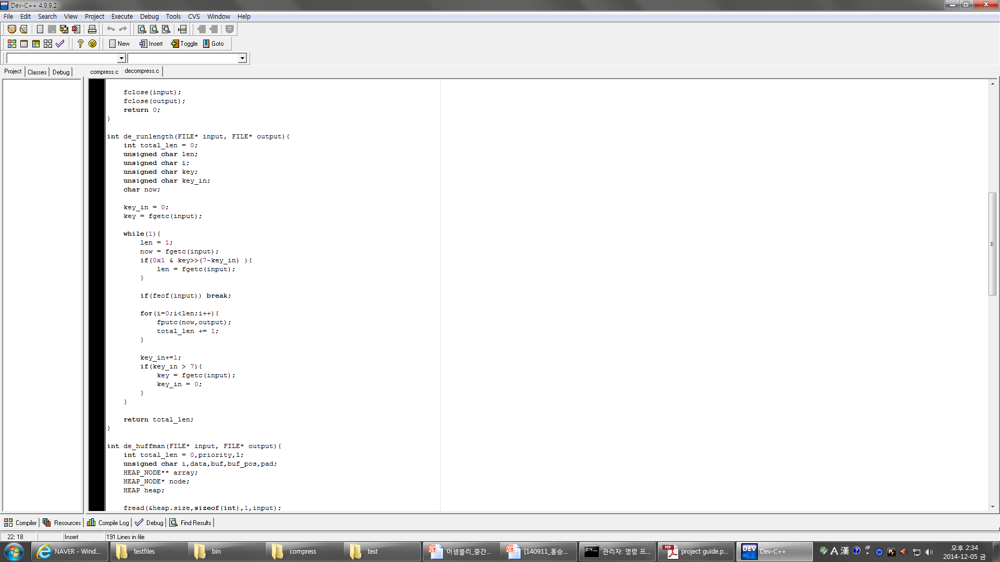 Dev-C++ 4.9.9.2
File Edit Search View Project Execute Debug Tools CVS Window Help
New Insert Toggle Goto
Project Classes Debug compress.c decompress.c
    fclose(input);
    fclose(output);
    return 0;
}
int de_runlength(FILE* input, FILE* output){
    int total_len = 0;
    unsigned char len;
    unsigned char i;
    unsigned char key;
    unsigned char key_in;
    char now;
    key_in = 0;
    key = fgetc(input);
    while(1){
        len = 1;
        now = fgetc(input);
        if(0x1 & key>>(7-key_in) ){
            len = fgetc(input);
        }
        if(feof(input)) break;
        for(i=0;i<len;i++){
            fputc(now,output);
            total_len += 1;
        }
        key_in+=1;
        if(key_in > 7){
            key = fgetc(input);
            key_in = 0;
        }
    }
    return total_len;
}
int de_huffman(FILE* input, FILE* output){
    int total_len = 0,priority,l;
    unsigned char i,data,buf,buf_pos,pad;
    HEAP_NODE** array;
    HEAP_NODE* node;
    HEAP heap;
    fread(&heap.size,sizeof(int),1,input);
Compiler Resources Compile Log Debug Find Results
22: 18 Insert 191 Lines in file
NAVER - Wind... testfiles bin compress test 어셈블리_중간... [140911_홍승... 관리자: 명령 프... project guide.p... Dev-C++ A 漢 오후 2:34
2014-12-05 금